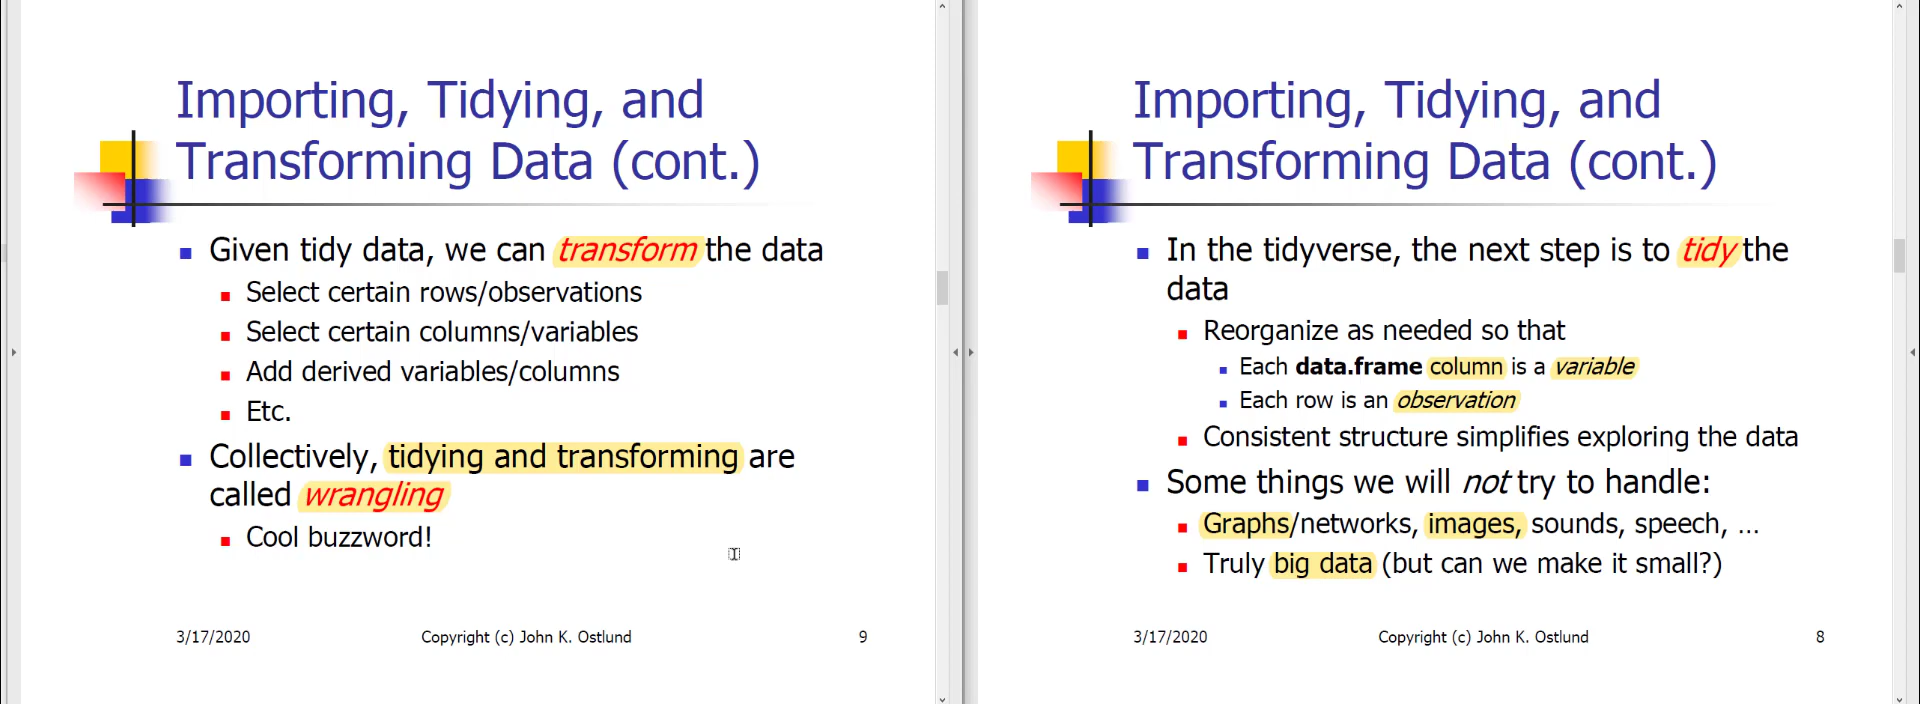 Importing, Tidying, and
Transforming Data (cont.)
Given tidy data, we can transform the data
Select certain rows/observations
Select certain columns/variables
Add derived variables/columns
Etc.
Collectively, tidying and transforming are
called wrangling
Cool buzzword!
3/17/2020 Copyright (c) John K. Ostlund 9
Importing, Tidying, and
Transforming Data (cont.)
In the tidyverse, the next step is to tidy the
data
Reorganize as needed so that
Each data.frame column is a variable
Each row is an observation
Consistent structure simplifies exploring the data
Some things we will not try to handle:
Graphs/networks, images, sounds, speech, …
Truly big data (but can we make it small?)
3/17/2020 Copyright (c) John K. Ostlund 8